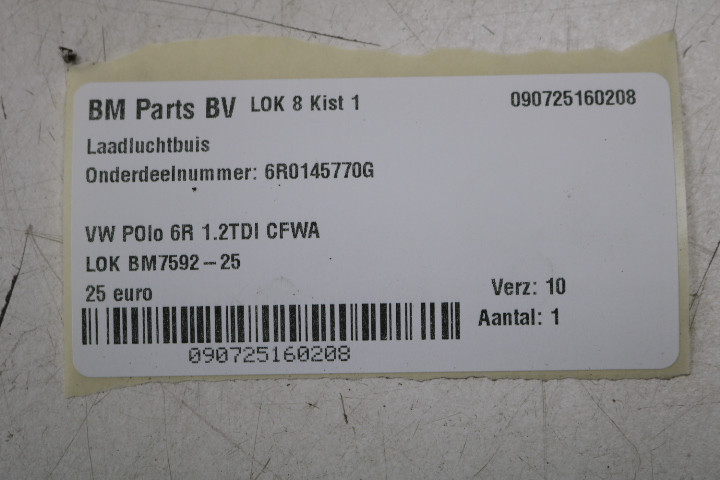 BM Parts BV LOK 8 Kist 1 090725160208
Laadluchtbuis
Onderdeelnummer: 6R0145770G
VW POlo 6R 1.2TDI CFWA
LOK BM7592-25
25 euro Verz: 10
Aantal: 1
090725160208